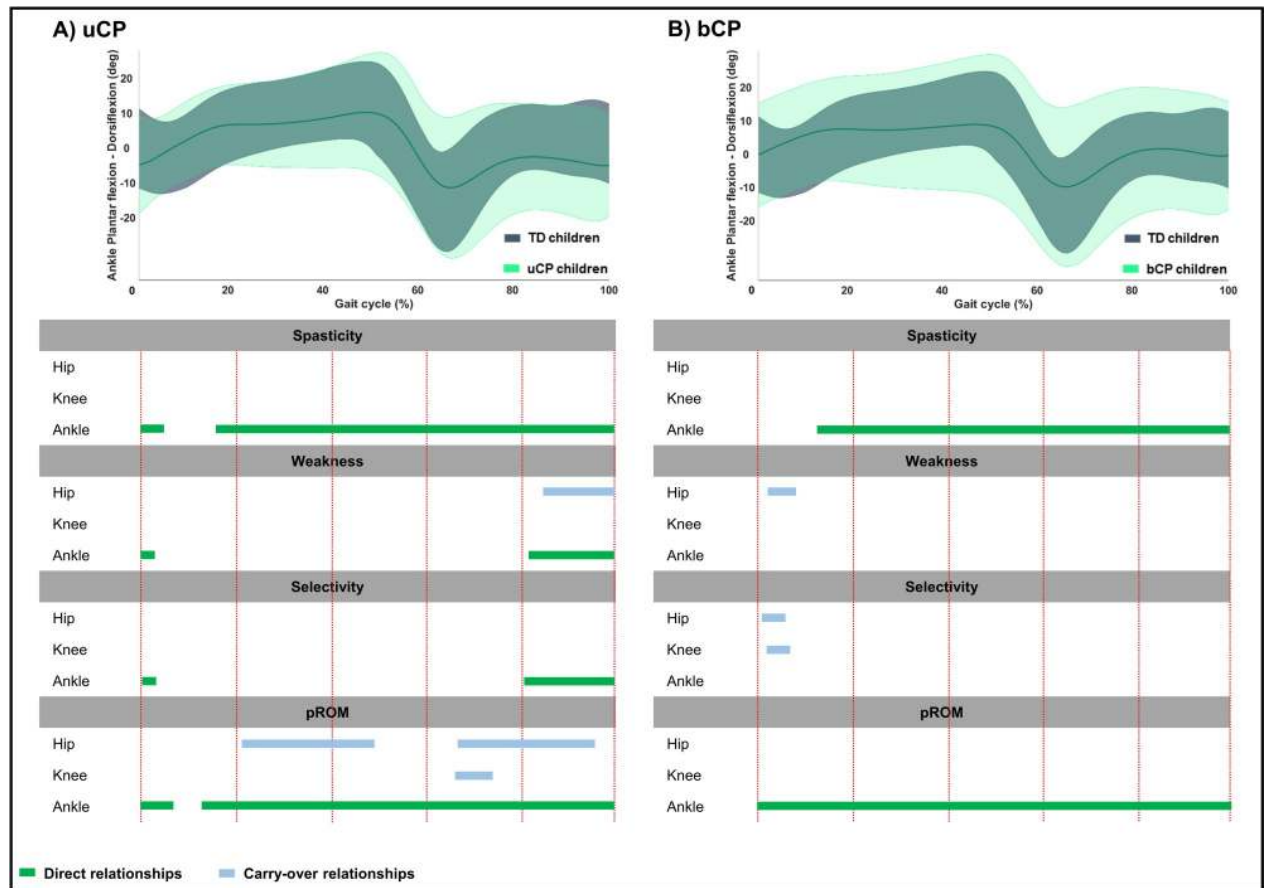 A) uCP
Ankle Plantar flexion - Dorsiflexion (deg)
20
10
0
-10
-20
TD children
uCP children
0 20 40 60 80 100
Gait cycle (%)
Spasticity
Hip
Knee
Ankle
Weakness
Hip
Knee
Ankle
Selectivity
Hip
Knee
Ankle
pROM
Hip
Knee
Ankle
B) bCP
Ankle Plantar flexion - Dorsiflexion (deg)
20
10
0
-10
-20
TD children
bCP children
0 20 40 60 80 100
Gait cycle (%)
Spasticity
Hip
Knee
Ankle
Weakness
Hip
Knee
Ankle
Selectivity
Hip
Knee
Ankle
pROM
Hip
Knee
Ankle
Direct relationships
Carry-over relationships